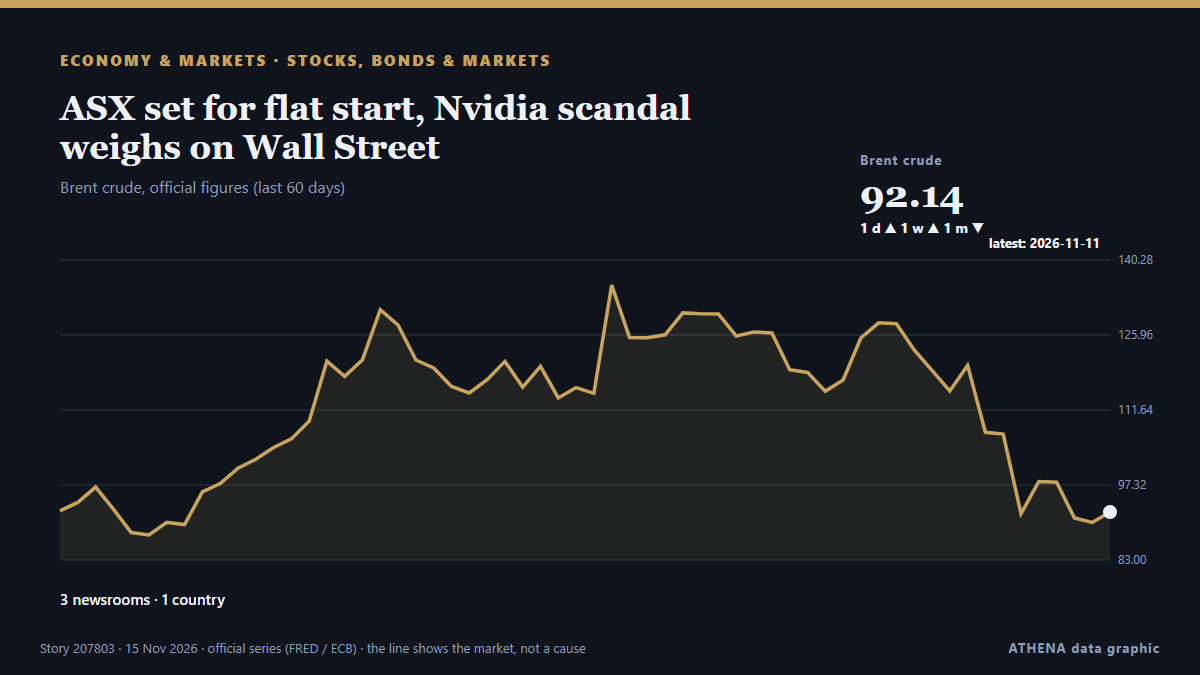 ECONOMY & MARKETS · STOCKS, BONDS & MARKETS
ASX set for flat start, Nvidia scandal
weighs on Wall Street
Brent crude, official figures (last 60 days)
Brent crude
92.14
1 d ▲ 1 w ▲ 1 m ▼
latest: 2026-11-11
140.28
125.96
111.64
97.32
83.00
3 newsrooms · 1 country
Story 207803 · 15 Nov 2026 · official series (FRED / ECB) · the line shows the market, not a cause
ATHENA data graphic